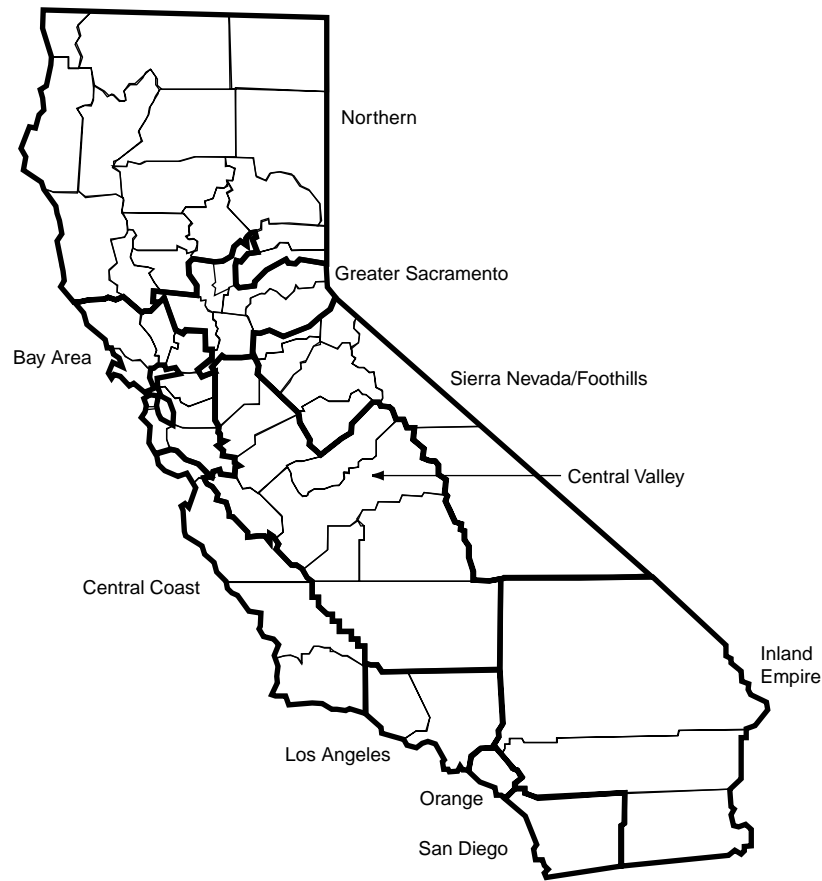 Northern
Greater Sacramento
Bay Area
Sierra Nevada/Foothills
Central Valley
Central Coast
Inland
Empire
Los Angeles
Orange
San Diego